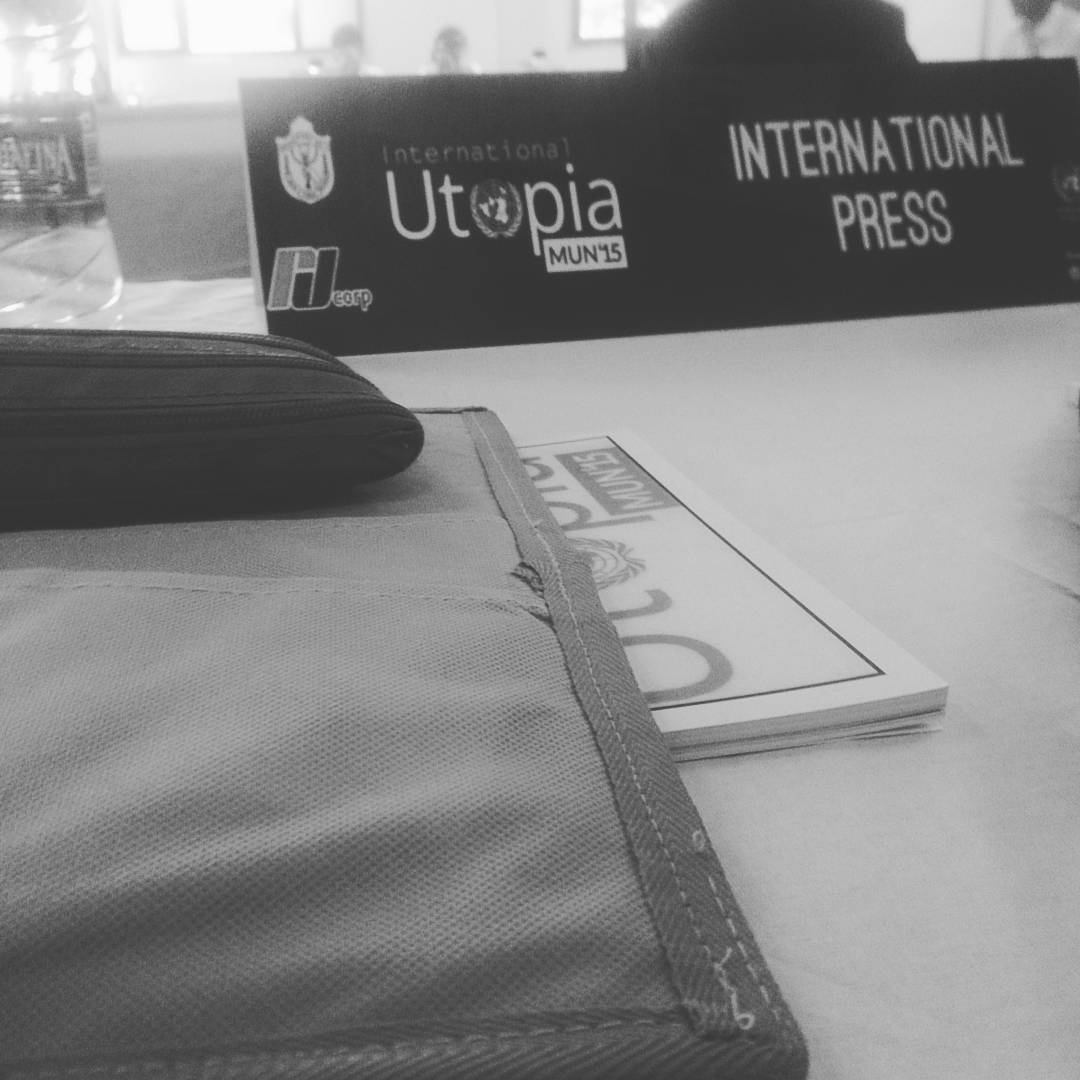 International
Utopia
MUN'15
corp
INTERNATIONAL
PRESS
MUN'15